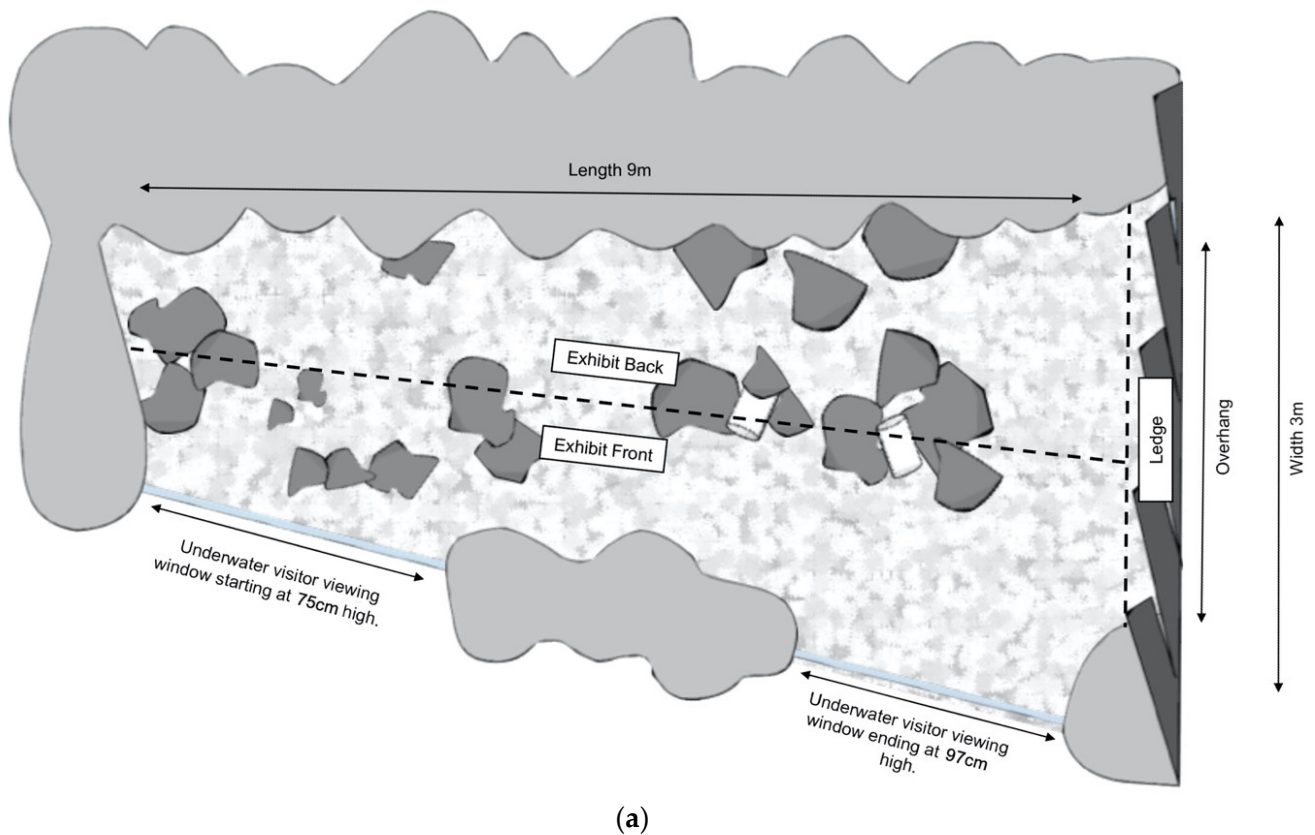 Length 9m
Exhibit Back
Exhibit Front
Ledge
Overhang
Width 3m
Underwater visitor viewing
window starting at 75cm high.
Underwater visitor viewing
window ending at 97cm
high.
(a)